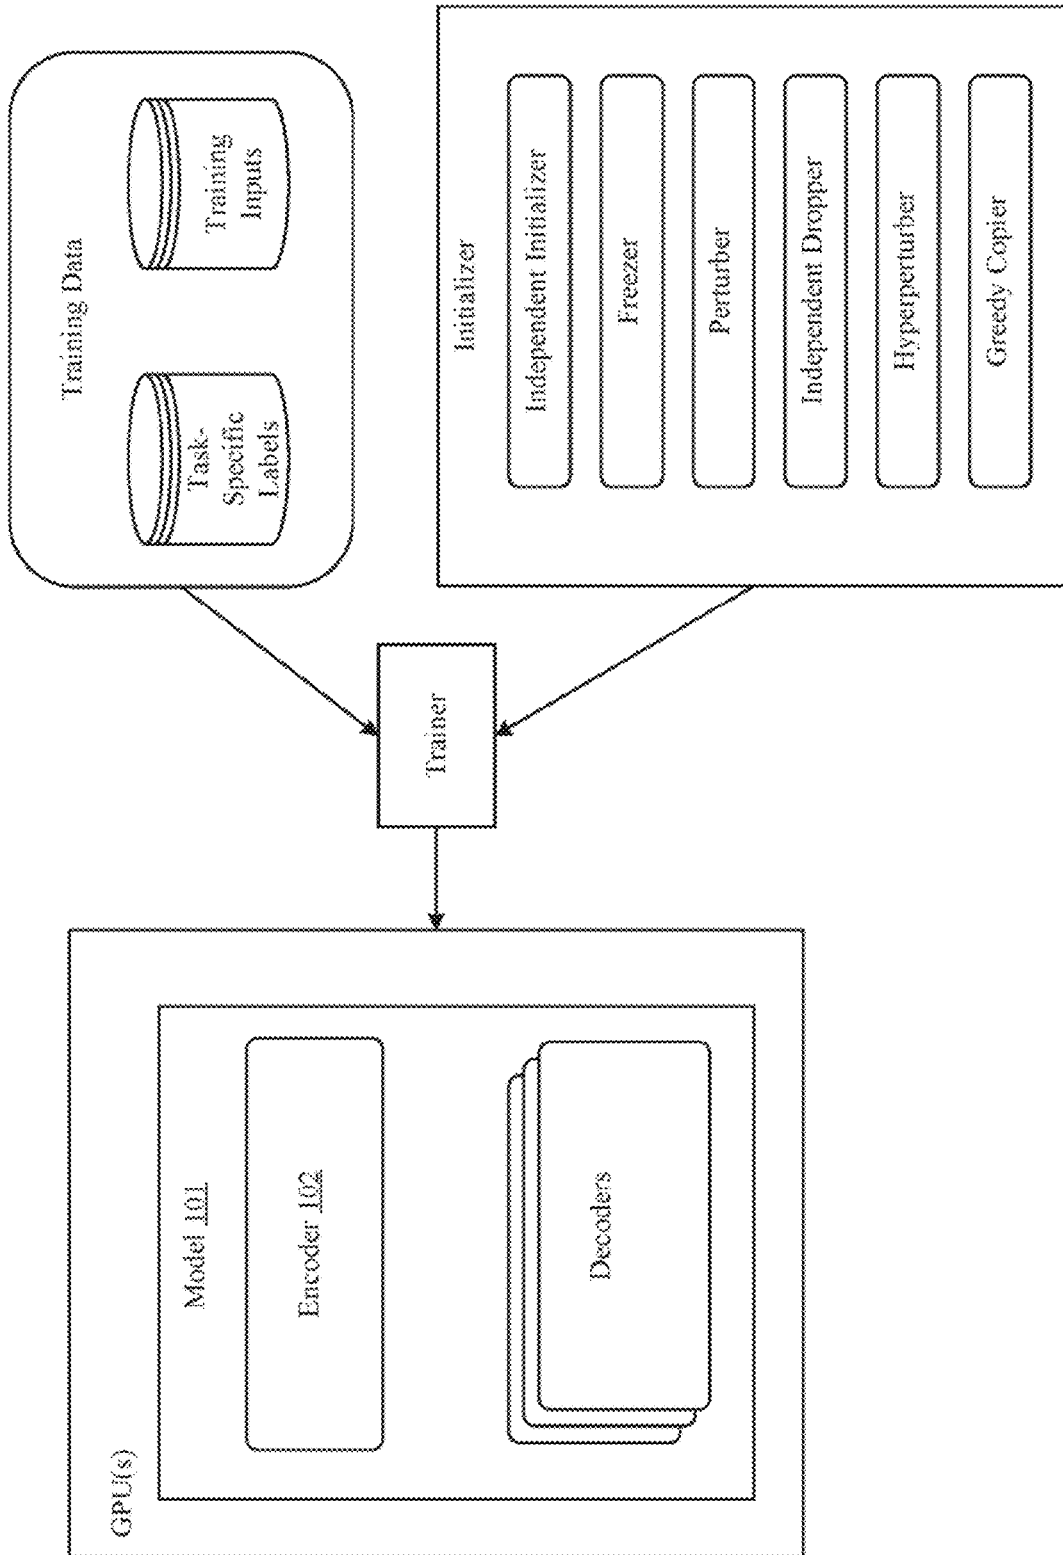 GPU(s)
Model 101
Encoder 102
Decoders
Trainer
Training Data
Task-
Specific
Labels
Training
Inputs
Initializer
Independent Initializer
Freezer
Perturber
Independent Dropper
Hyperperturber
Greedy Copier